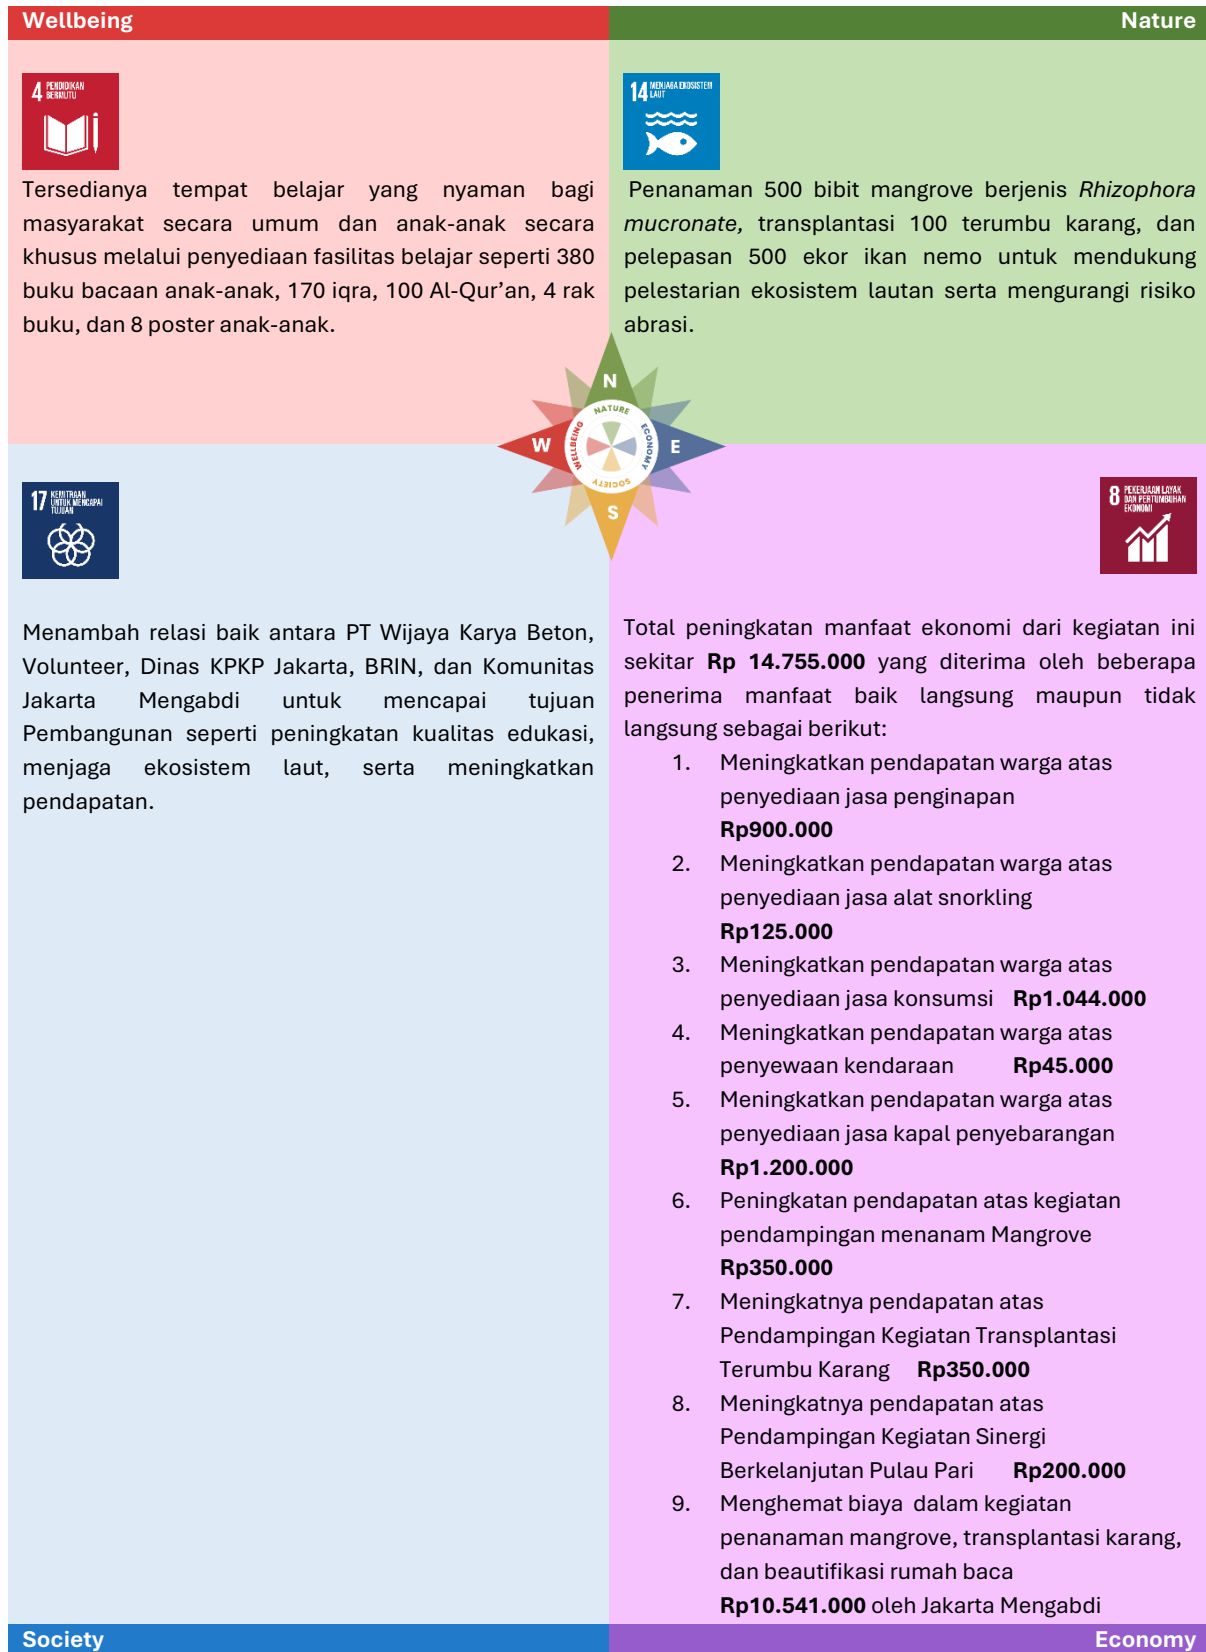 Wellbeing
Nature
4 PENDIDIKAN
BERMUTU
Tersedianya tempat belajar yang nyaman bagi
masyarakat secara umum dan anak-anak secara
khusus melalui penyediaan fasilitas belajar seperti 380
buku bacaan anak-anak, 170 iqra, 100 Al-Qur’an, 4 rak
buku, dan 8 poster anak-anak.
14 MENJAGA EKOSISTEM
LAUT
Penanaman 500 bibit mangrove berjenis Rhizophora
mucronate, transplantasi 100 terumbu karang, dan
pelepasan 500 ekor ikan nemo untuk mendukung
pelestarian ekosistem lautan serta mengurangi risiko
abrasi.
N
NATURE
W
WELLBEING
ECONOMY
E
SOCIETY
S
17 KEMITRAAN
UNTUK MENCAPAI
TUJUAN
Menambah relasi baik antara PT Wijaya Karya Beton,
Volunteer, Dinas KPKP Jakarta, BRIN, dan Komunitas
Jakarta Mengabdi untuk mencapai tujuan
Pembangunan seperti peningkatan kualitas edukasi,
menjaga ekosistem laut, serta meningkatkan
pendapatan.
8 PEKERJAAN LAYAK
DAN PERTUMBUHAN
EKONOMI
Total peningkatan manfaat ekonomi dari kegiatan ini
sekitar Rp 14.755.000 yang diterima oleh beberapa
penerima manfaat baik langsung maupun tidak
langsung sebagai berikut:
1. Meningkatkan pendapatan warga atas
penyediaan jasa penginapan
Rp900.000
2. Meningkatkan pendapatan warga atas
penyediaan jasa alat snorkling
Rp125.000
3. Meningkatkan pendapatan warga atas
penyediaan jasa konsumsi Rp1.044.000
4. Meningkatkan pendapatan warga atas
penyewaan kendaraan Rp45.000
5. Meningkatkan pendapatan warga atas
penyediaan jasa kapal penyebarangan
Rp1.200.000
6. Peningkatan pendapatan atas kegiatan
pendampingan menanam Mangrove
Rp350.000
7. Meningkatnya pendapatan atas
Pendampingan Kegiatan Transplantasi
Terumbu Karang Rp350.000
8. Meningkatnya pendapatan atas
Pendampingan Kegiatan Sinergi
Berkelanjutan Pulau Pari Rp200.000
9. Menghemat biaya dalam kegiatan
penanaman mangrove, transplantasi karang,
dan beautifikasi rumah baca
Rp10.541.000 oleh Jakarta Mengabdi
Society
Economy